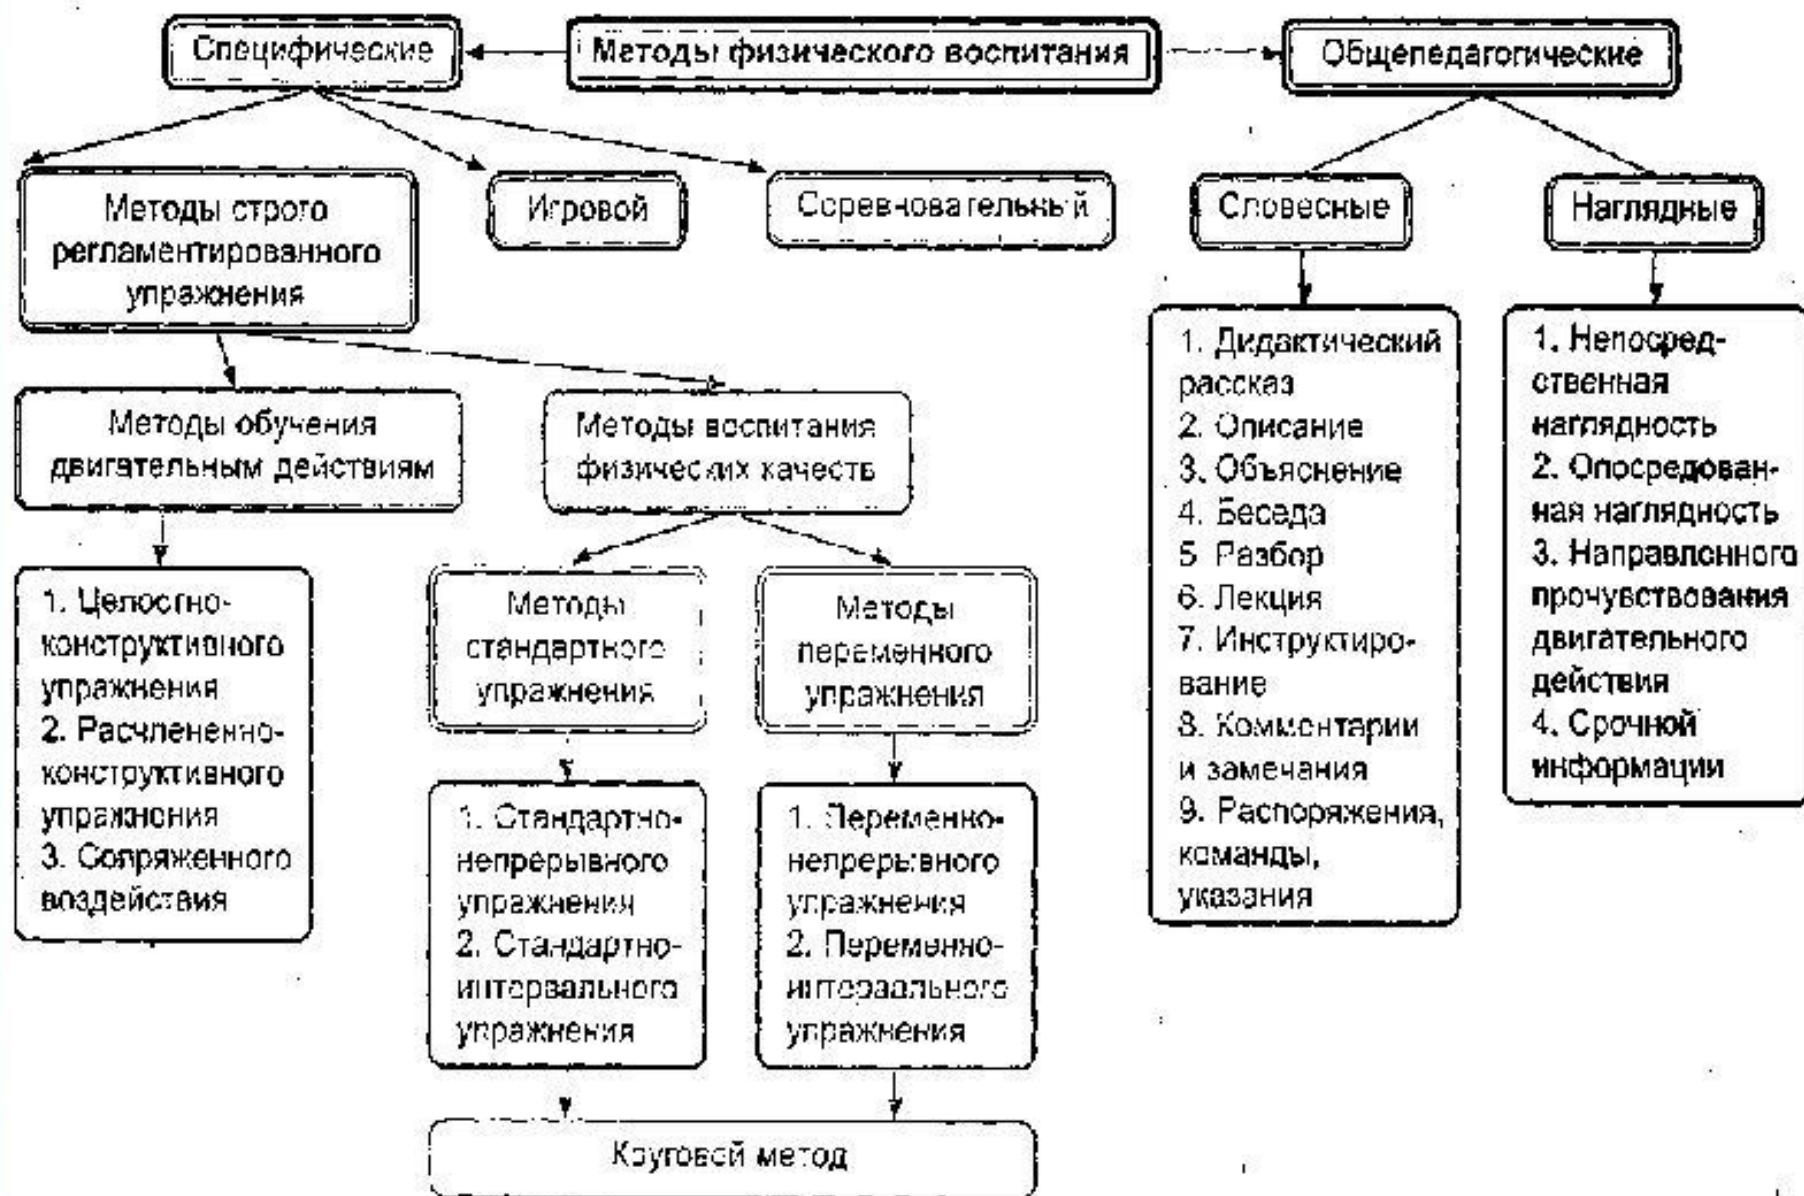 Специфические
Методы физического воспитания
Общепедагогические
Методы строго
регламентированного
упражнения
Игровой
Соревновательный
Словесные
Наглядные
Методы обучения
двигательным действиям
Методы воспитания
физических качеств
1. Целостно-
конструктивного
упражнения
2. Расчлененно-
конструктивного
упражнения
3. Сопряженного
воздействия
Методы
стандартного
упражнения
Методы
переменного
упражнения
1. Стандартно-
непрерывного
упражнения
2. Стандартно-
интервального
упражнения
1. Переменно-
непрерывного
упражнения
2. Переменно-
интервального
упражнения
Круговой метод
1. Дидактический
рассказ
2. Описание
3. Объяснение
4. Беседа
5 Разбор
6. Лекция
7. Инструктиро-
вание
8. Комментарии
и замечания
9. Распоряжения,
команды,
указания
1. Непосред-
ственная
наглядность
2. Опосредован-
ная наглядность
3. Направленного
прочувствования
двигательного
действия
4. Срочной
информации